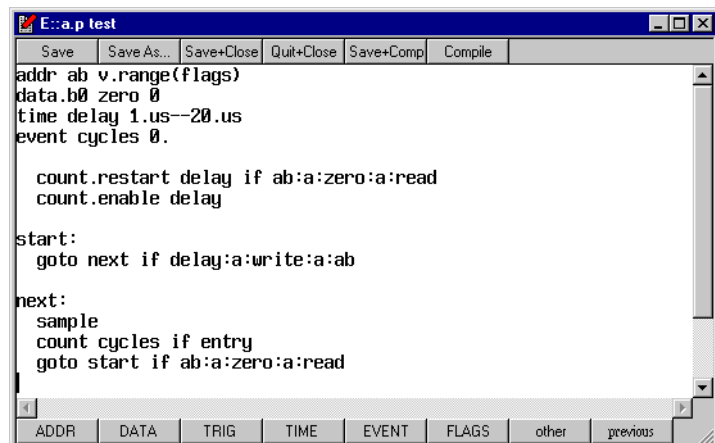 E::a.p test
Save Save As... Save+Close Quit+Close Save+Comp Compile
addr ab v.range(flags)
data.b0 zero 0
time delay 1.us--20.us
event cycles 0.
count.restart delay if ab:a:zero:a:read
count.enable delay
start:
goto next if delay:a:write:a:ab
next:
sample
count cycles if entry
goto start if ab:a:zero:a:read
ADDR DATA TRIG TIME EVENT FLAGS other previous